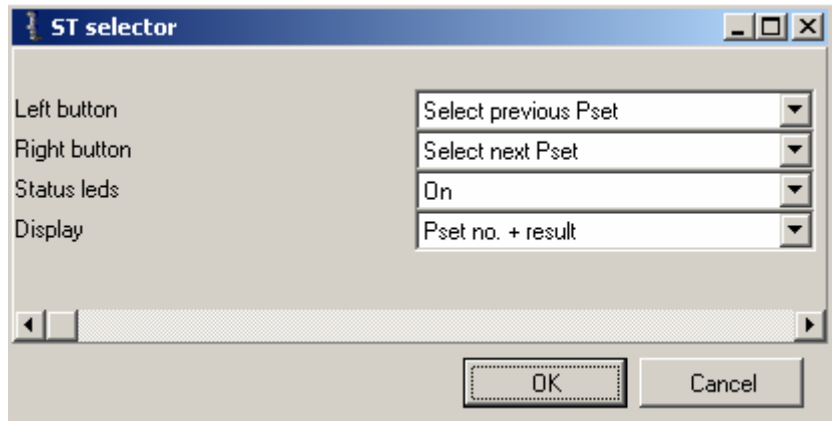 ST selector
Left button Select previous Pset
Right button Select next Pset
Status leds On
Display Pset no. + result
OK Cancel